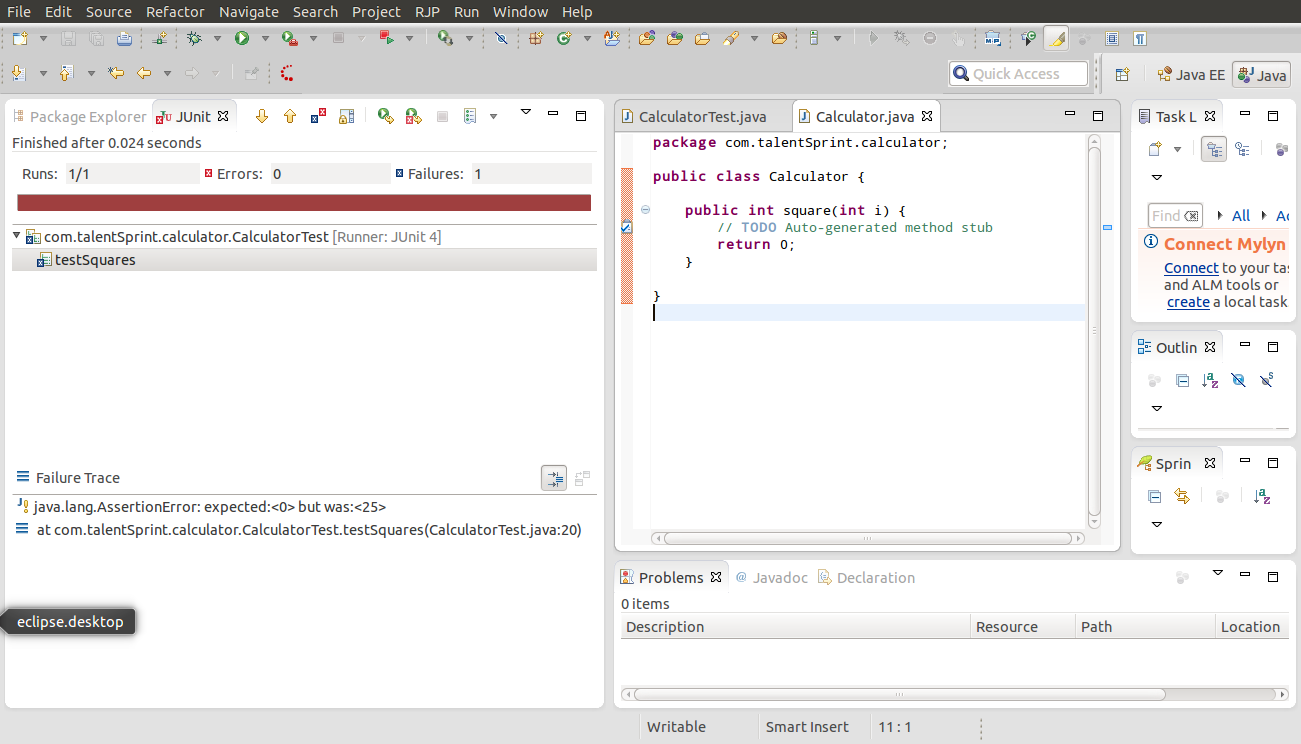 File Edit Source Refactor Navigate Search Project RJP Run Window Help
Quick Access
Java EE
Java
Package Explorer
JUnit
Finished after 0.024 seconds
Runs: 1/1
Errors: 0
Failures: 1
com.talentSprint.calculator.CalculatorTest [Runner: JUnit 4]
testSquares
Failure Trace
java.lang.AssertionError: expected:<0> but was:<25>
at com.talentSprint.calculator.CalculatorTest.testSquares(CalculatorTest.java:20)
eclipse.desktop
CalculatorTest.java
Calculator.java
package com.talentSprint.calculator;
public class Calculator {
public int square(int i) {
// TODO Auto-generated method stub
return 0;
}
}
Task L
Find
All
Ac
Connect Mylyn
Connect to your tas
and ALM tools or
create a local task
Outlin
Sprin
Problems
@ Javadoc
Declaration
0 items
Description Resource Path Location
Writable Smart Insert 11 : 1